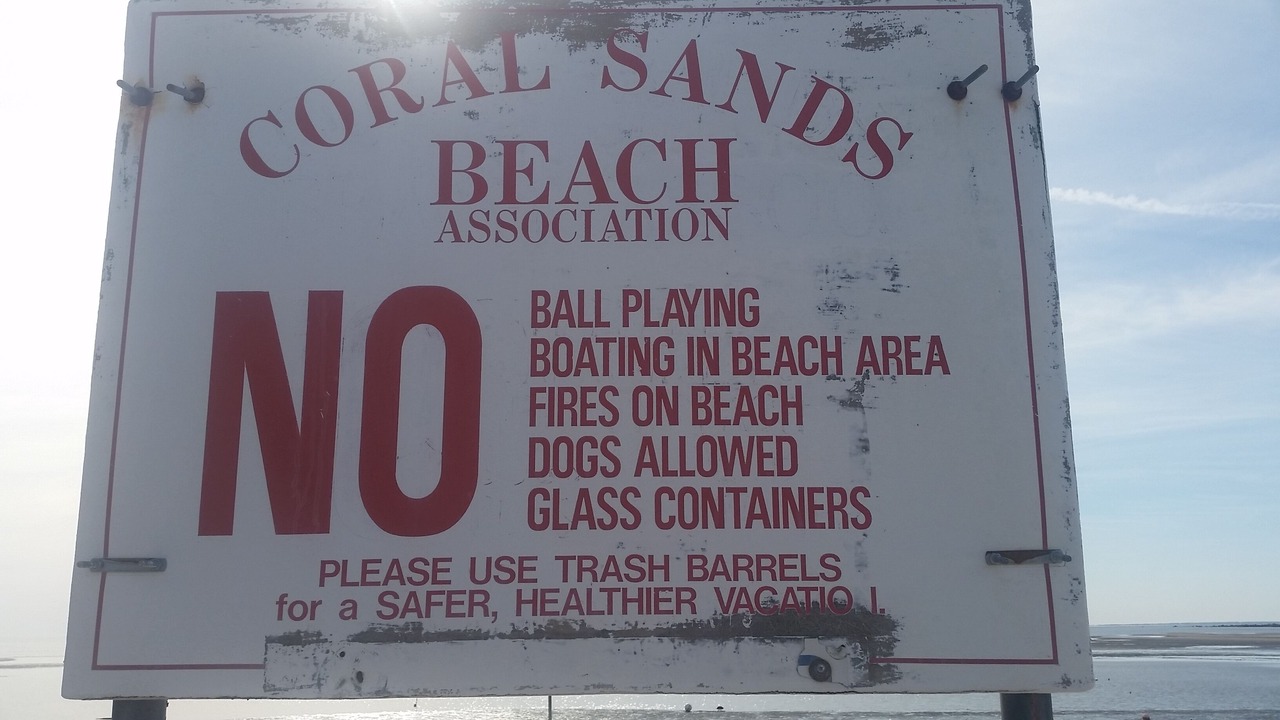 CORAL SANDS
BEACH
ASSOCIATION
NO
BALL PLAYING
BOATING IN BEACH AREA
FIRES ON BEACH
DOGS ALLOWED
GLASS CONTAINERS
PLEASE USE TRASH BARRELS
for a SAFER, HEALTHIER